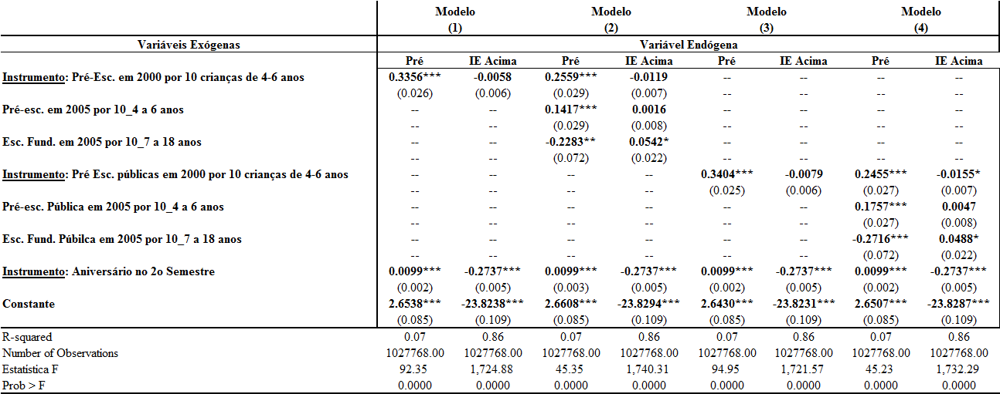 Modelo Modelo Modelo Modelo
(1) (2) (3) (4)
Variáveis Exógenas Variável Endógena
Pré IE Acima Pré IE Acima Pré IE Acima Pré IE Acima
Instrumento: Pré-Esc. em 2000 por 10 crianças de 4-6 anos 0.3356*** -0.0058 0.2559*** -0.0119 -- -- -- --
(0.026) (0.006) (0.029) (0.007) -- -- -- --
Pré-esc. em 2005 por 10_4 a 6 anos -- -- 0.1417*** 0.0016 -- -- -- --
-- -- (0.029) (0.008) -- -- -- --
Esc. Fund. em 2005 por 10_7 a 18 anos -- -- -0.2283** 0.0542* -- -- -- --
-- -- (0.072) (0.022) -- -- -- --
Instrumento: Pré Esc. públicas em 2000 por 10 crianças de 4-6 anos -- -- -- -- 0.3404*** -0.0079 0.2455*** -0.0155*
-- -- -- -- (0.025) (0.006) (0.027) (0.007)
Pré-esc. Pública em 2005 por 10_4 a 6 anos -- -- -- -- -- -- 0.1757*** 0.0047
-- -- -- -- -- -- (0.027) (0.008)
Esc. Fund. Púbilca em 2005 por 10_7 a 18 anos -- -- -- -- -- -- -0.2716*** 0.0488*
-- -- -- -- -- -- (0.072) (0.022)
Instrumento: Aniversário no 2o Semestre 0.0099*** -0.2737*** 0.0099*** -0.2737*** 0.0099*** -0.2737*** 0.0099*** -0.2737***
(0.002) (0.005) (0.003) (0.005) (0.002) (0.005) (0.002) (0.005)
Constante 2.6538*** -23.8238*** 2.6608*** -23.8294*** 2.6430*** -23.8231*** 2.6507*** -23.8287***
(0.085) (0.109) (0.085) (0.109) (0.085) (0.109) (0.085) (0.109)
R-squared 0.07 0.86 0.07 0.86 0.07 0.86 0.07 0.86
Number of Observations 1027768.00 1027768.00 1027768.00 1027768.00 1027768.00 1027768.00 1027768.00 1027768.00
Estatística F 92.35 1,724.88 45.35 1,740.31 94.95 1,721.57 45.23 1,732.29
Prob > F 0.0000 0.0000 0.0000 0.0000 0.0000 0.0000 0.0000 0.0000